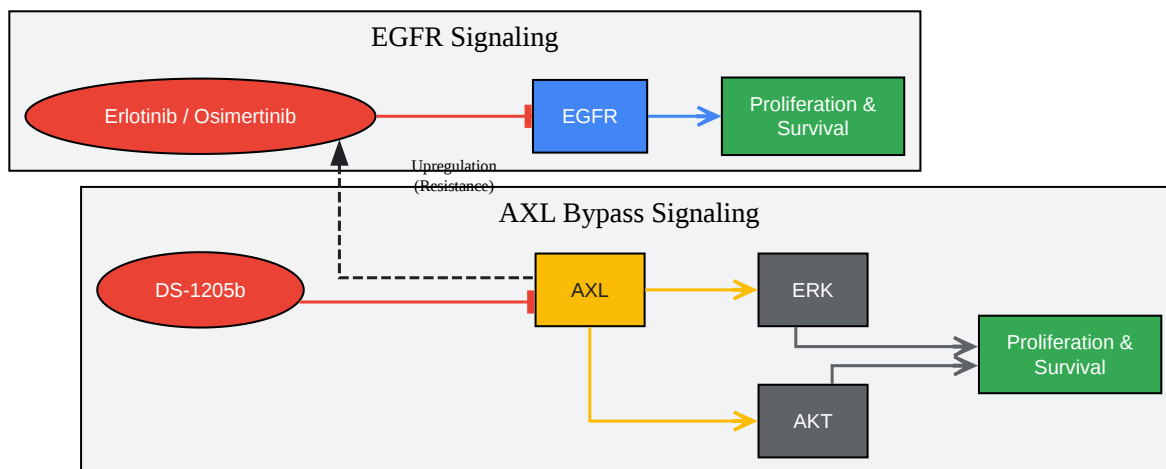 EGFR Signaling
Erlotinib / Osimertinib
EGFR
Proliferation &
Survival
Upregulation
(Resistance)
AXL Bypass Signaling
DS-1205b
AXL
ERK
Proliferation &
Survival
AKT